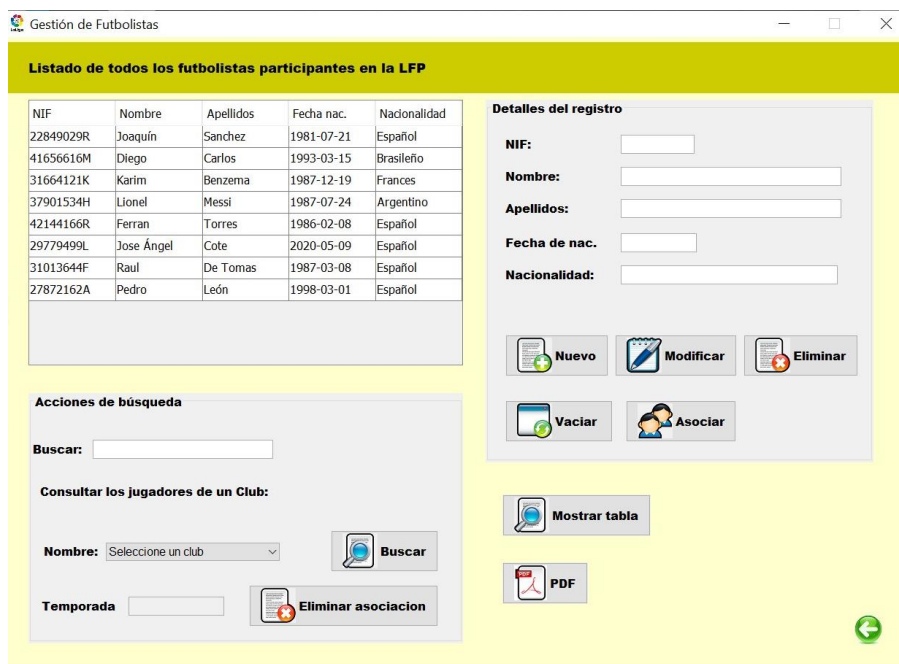 Gestión de Futbolistas
Listado de todos los futbolistas participantes en la LFP
NIF Nombre Apellidos Fecha nac. Nacionalidad
22849029R Joaquín Sanchez 1981-07-21 Español
41656616M Diego Carlos 1993-03-15 Brasileño
31664121K Karim Benzema 1987-12-19 Frances
37901534H Lionel Messi 1987-07-24 Argentino
42144166R Ferran Torres 1986-02-08 Español
29779499L Jose Ángel Cote 2020-05-09 Español
31013644F Raul De Tomas 1987-03-08 Español
27872162A Pedro León 1998-03-01 Español
Acciones de búsqueda
Buscar:
Consultar los jugadores de un Club:
Nombre: Seleccione un club Buscar
Temporada Eliminar asociacion
Detalles del registro
NIF:
Nombre:
Apellidos:
Fecha de nac.
Nacionalidad:
Nuevo Modificar Eliminar
Vaciar Asociar
Mostrar tabla
PDF PDF